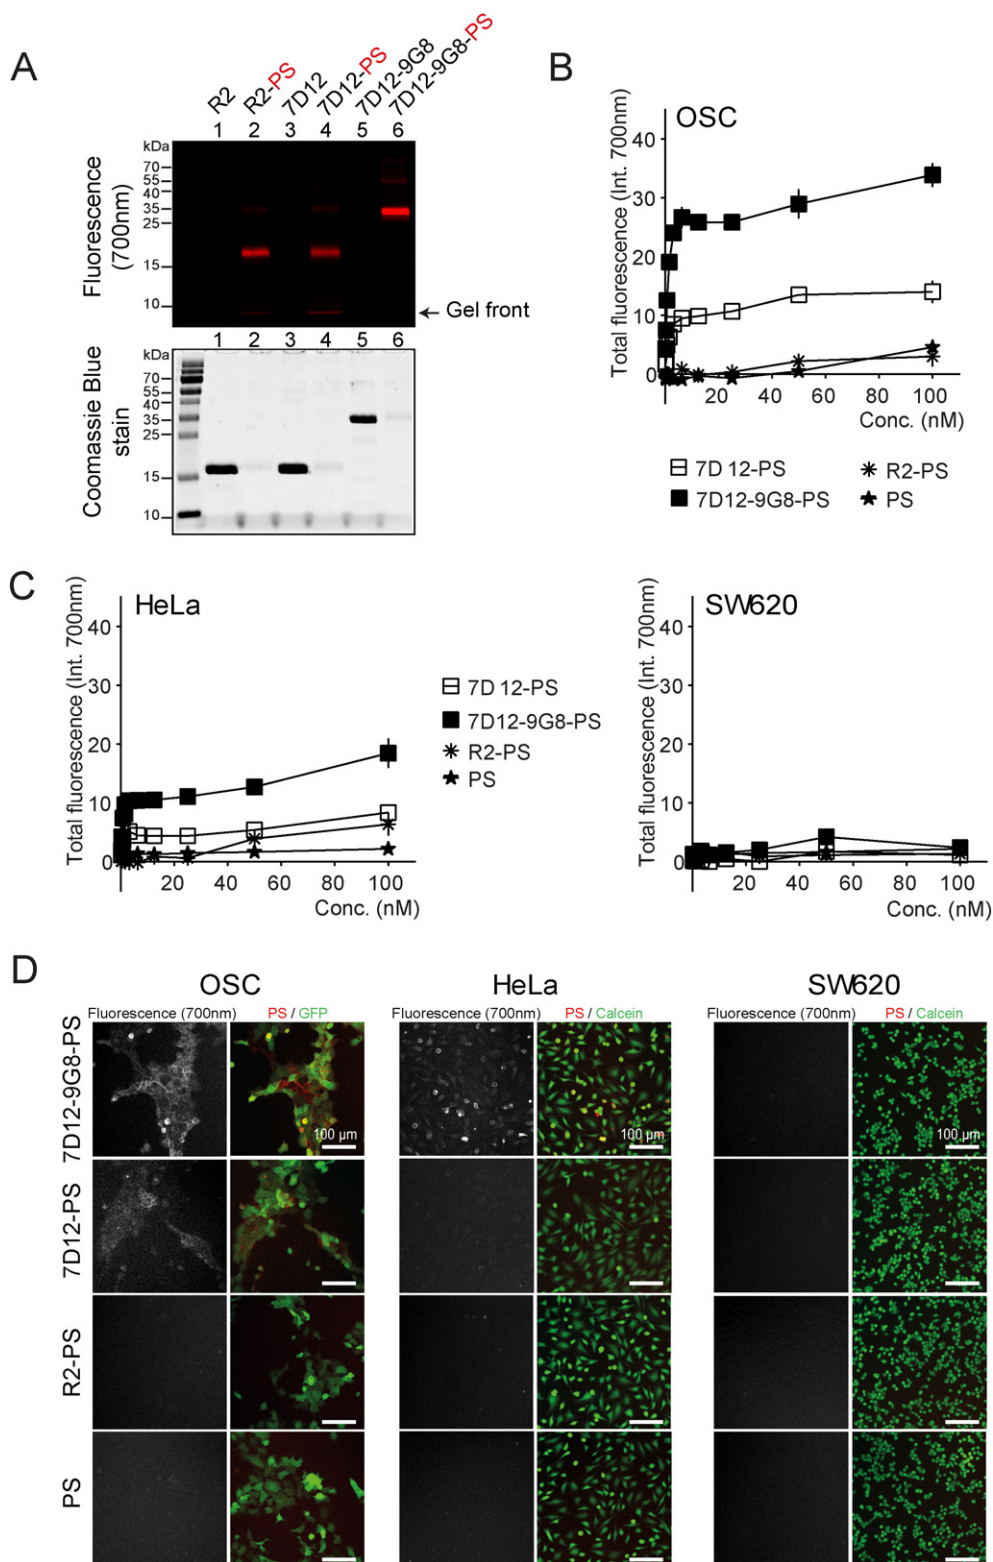 A
R2
R2-PS
7D12
7D12-PS
7D12-9G8
7D12-9G8-PS
1 2 3 4 5 6
kDa
70
55
40
35
25
15
10
Fluorescence
(700nm)
Gel front
1 2 3 4 5 6
kDa
70
55
40
35
25
15
10
Coomassie Blue
stain
B
OSC
Total fluorescence (Int. 700nm)
40
30
20
10
0
20 40 60 80 100
Conc. (nM)
7D 12-PS
7D12-9G8-PS
R2-PS
PS
C
HeLa
Total fluorescence (Int. 700nm)
40
30
20
10
0
20 40 60 80 100
Conc. (nM)
7D 12-PS
7D12-9G8-PS
R2-PS
PS
SW620
Total fluorescence (Int. 700nm)
40
30
20
10
0
20 40 60 80 100
Conc. (nM)
D
OSC HeLa SW620
Fluorescence (700nm) PS / GFP Fluorescence (700nm) PS / Calcein Fluorescence (700nm) PS / Calcein
7D12-9G8-PS
100 µm 100 µm 100 µm
7D12-PS
R2-PS
PS